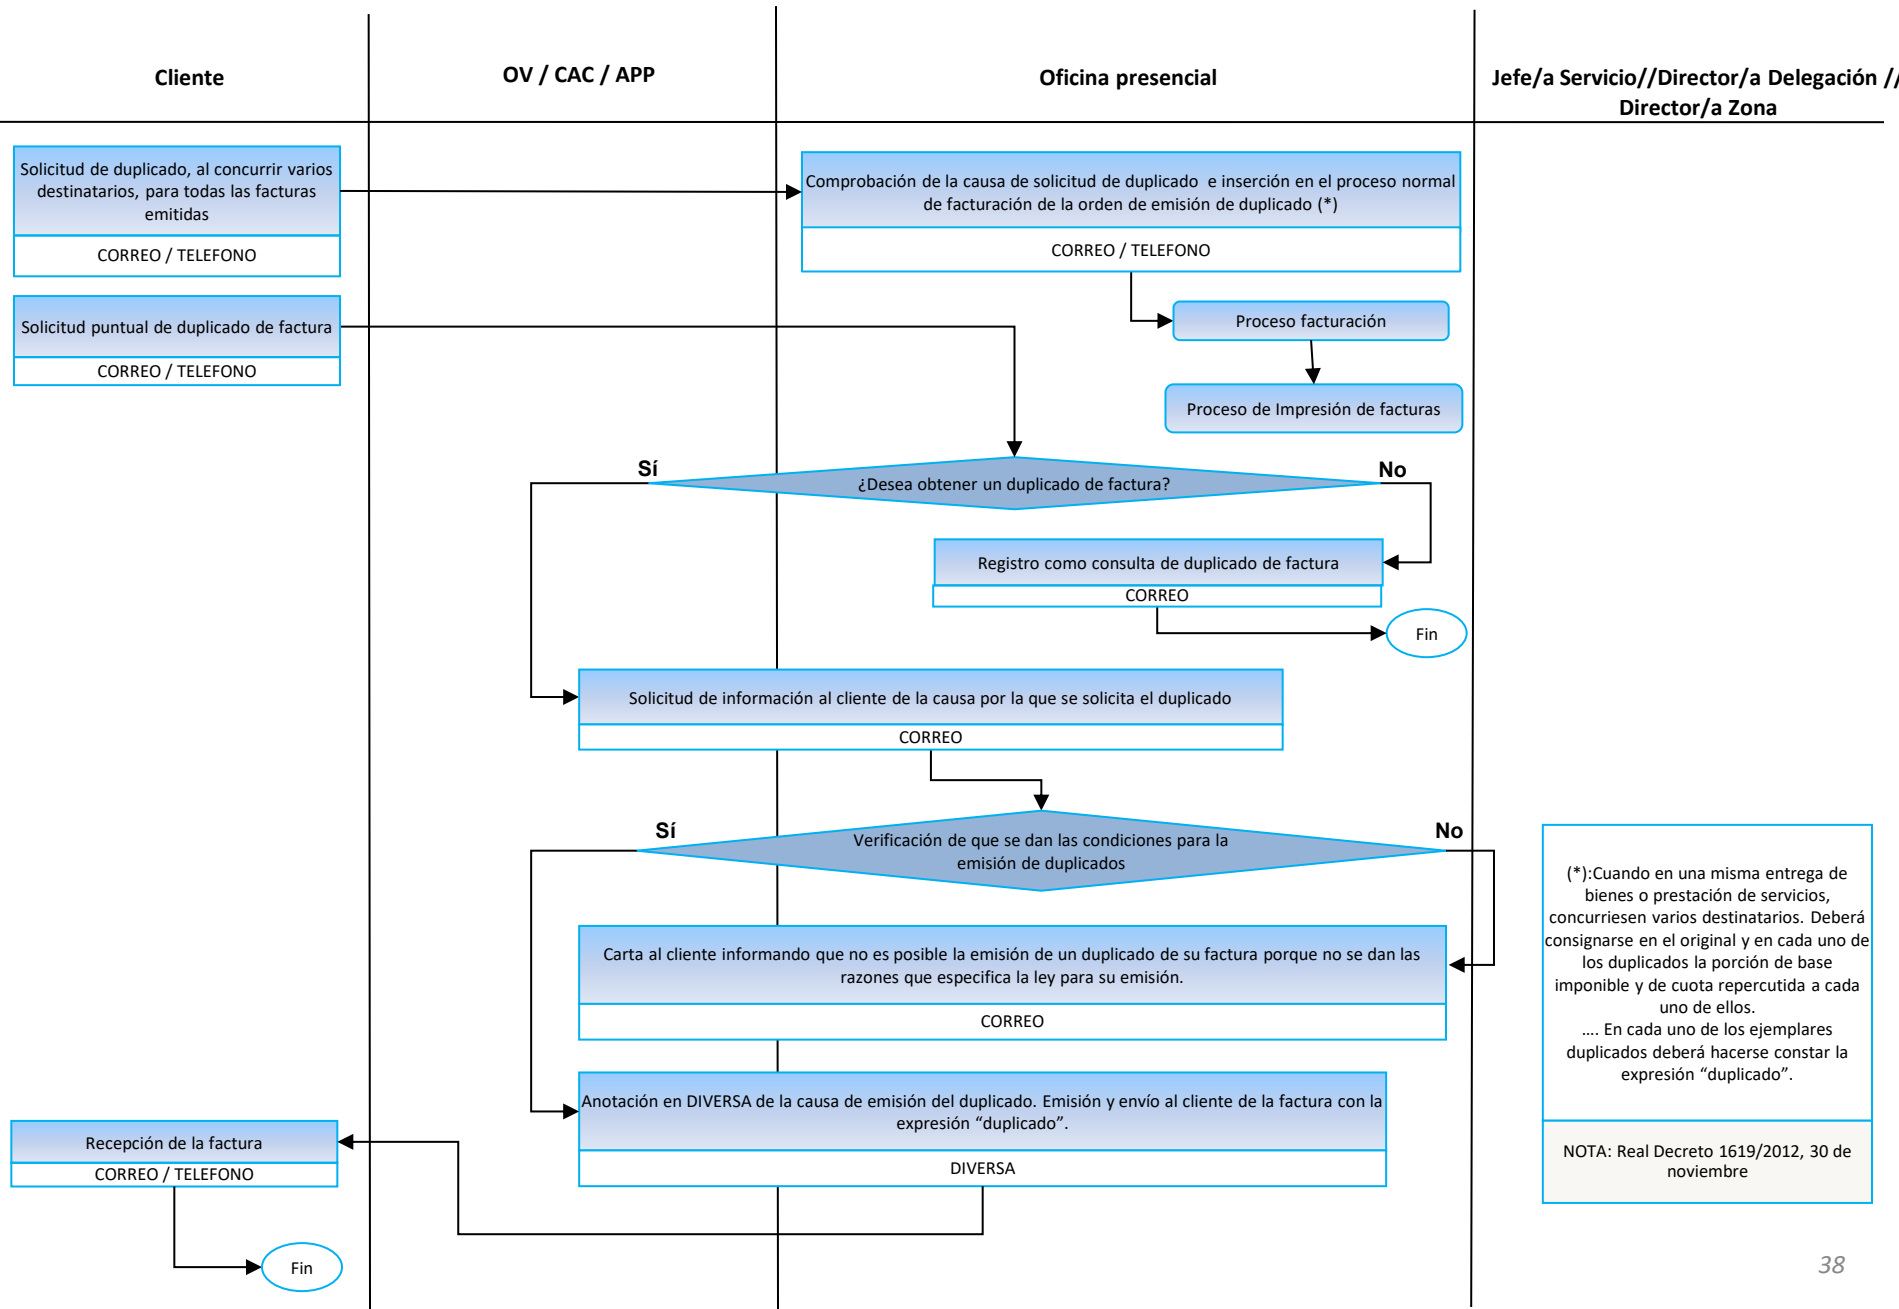 Cliente
OV / CAC / APP
Oficina presencial
Jefe/a Servicio//Director/a Delegación //
Director/a Zona
Solicitud de duplicado, al concurrir varios
destinatarios, para todas las facturas
emitidas
CORREO / TELEFONO
Comprobación de la causa de solicitud de duplicado e inserción en el proceso normal
de facturación de la orden de emisión de duplicado (*)
CORREO / TELEFONO
Solicitud puntual de duplicado de factura
CORREO / TELEFONO
Proceso facturación
Proceso de Impresión de facturas
Sí
¿Desea obtener un duplicado de factura?
No
Registro como consulta de duplicado de factura
CORREO
Fin
Solicitud de información al cliente de la causa por la que se solicita el duplicado
CORREO
Sí
Verificación de que se dan las condiciones para la
emisión de duplicados
No
Carta al cliente informando que no es posible la emisión de un duplicado de su factura porque no se dan las
razones que especifica la ley para su emisión.
CORREO
Anotación en DIVERSA de la causa de emisión del duplicado. Emisión y envío al cliente de la factura con la
expresión “duplicado”.
DIVERSA
Recepción de la factura
CORREO / TELEFONO
Fin
(*):Cuando en una misma entrega de
bienes o prestación de servicios,
concurriesen varios destinatarios. Deberá
consignarse en el original y en cada uno de
los duplicados la porción de base
imponible y de cuota repercutida a cada
uno de ellos.
…. En cada uno de los ejemplares
duplicados deberá hacerse constar la
expresión “duplicado”.
NOTA: Real Decreto 1619/2012, 30 de
noviembre
38